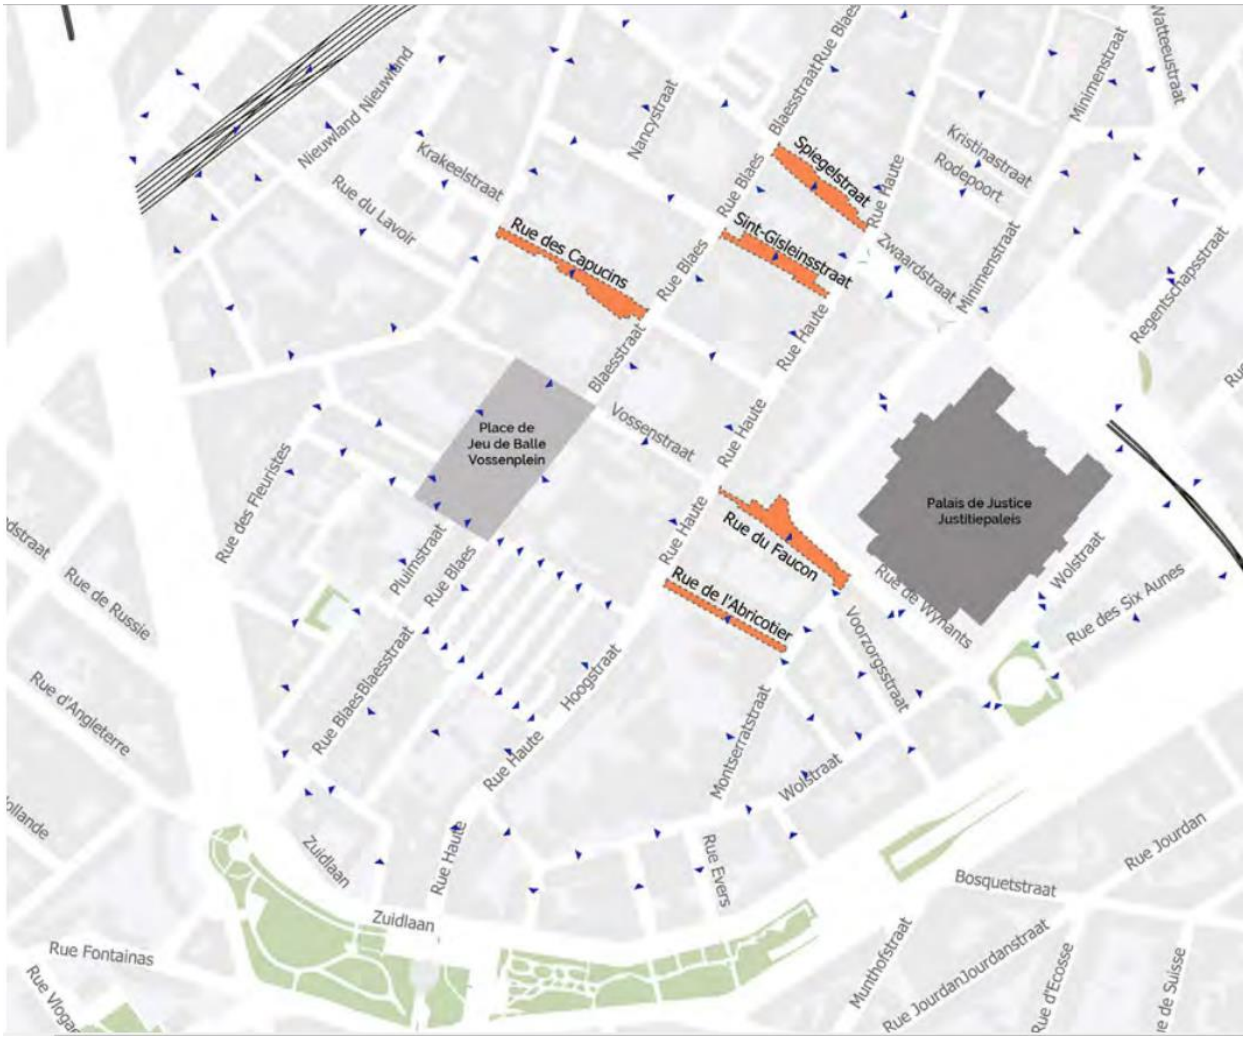 Watteeustraat
BlaesstraatRue Blaes
Nieuwland Nieuwland
Minimenstraat
Nancystraat
Krakeelstraat
Kristinastraat
Rodepoort
Spiegelstraat
Rue Blaes
Rue Haute
Rue du Lavoir
Rue des Capucins
Sint-Gisleinsstraat
Zwaardstraat
Minimenstraat
Regentschapsstraat
Rue Blaes
Rue Haute
Blaesstraat
Rue
Vossenstraat
Rue Haute
Place de
Jeu de Balle
Vossenplein
Rue des Fleuristes
Palais de Justice
Justitiepaleis
Rue Haute
Rue du Faucon
dstraat
Pluimstraat
Rue Blaes
Wolstraat
Rue de Russie
Rue de l'Abricotier
Rue de Wynants
Rue des Six Aunes
Voorzorgsstraat
Rue BlaesBlaesstraat
Hoogstraat
Rue d'Angleterre
Montserratstraat
Rue Haute
Wolstraat
ollande
Zuidlaan
Rue Haute
Rue Evers
Rue Jourdan
Bosquetstraat
Zuidlaan
Rue Fontainas
Munthofstraat
Rue JourdanJourdanstraat
Rue d'Ecosse
e de Suisse
Rue Vloga